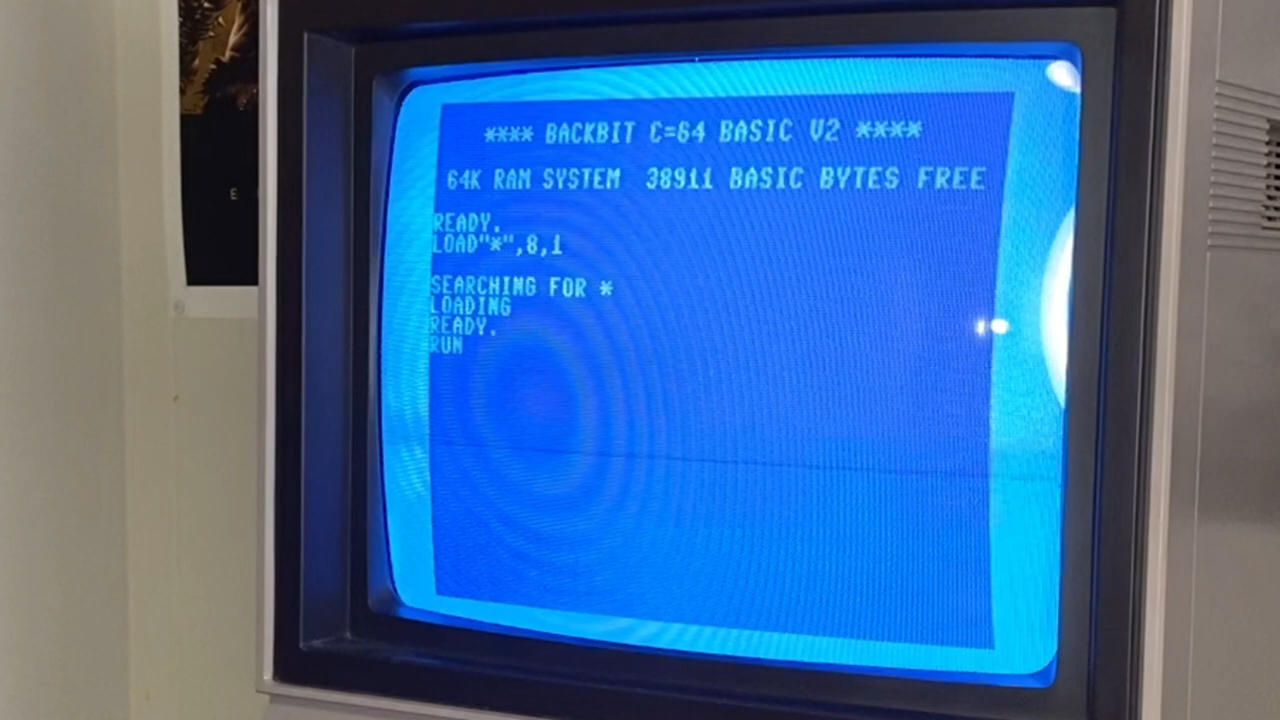 **** BACKBIT C=64 BASIC V2 ****
64K RAM SYSTEM  38911 BASIC BYTES FREE
READY.
LOAD"*",8,1
SEARCHING FOR *
LOADING
READY.
RUN